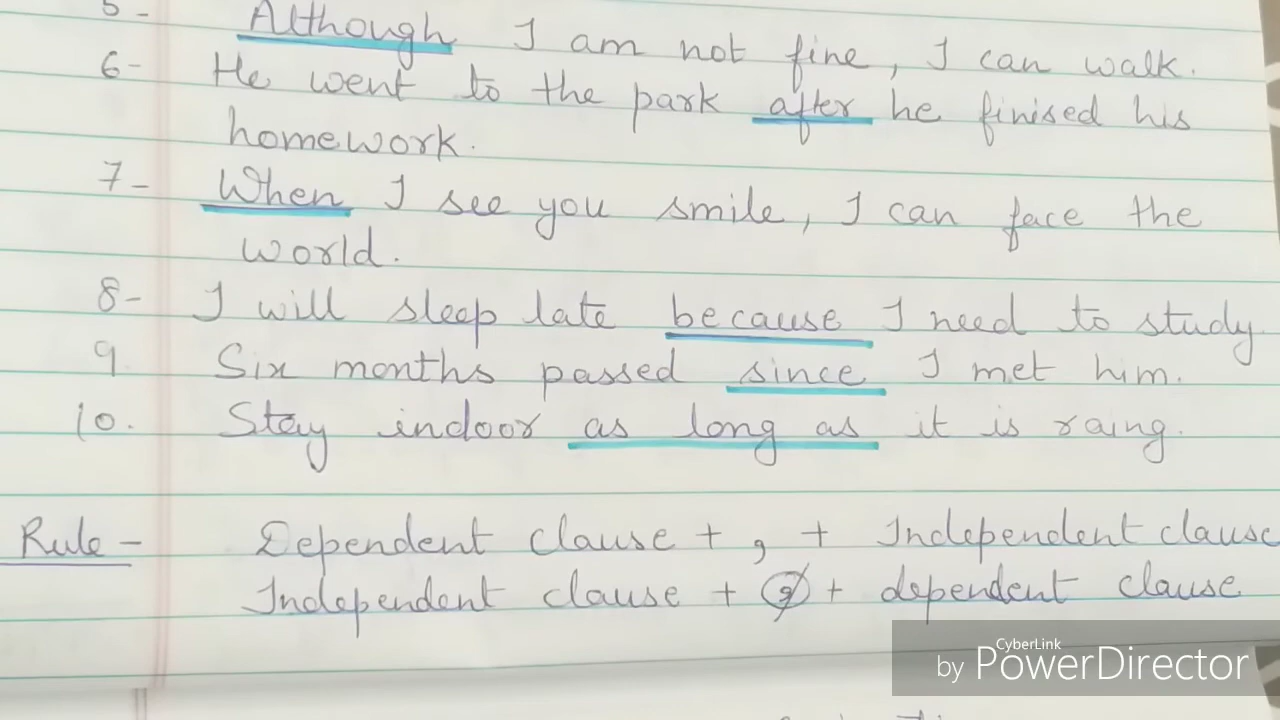 5- Although I am not fine, I can walk.
6- He went to the park after he finised his
homework.
7- When I see you smile, I can face the
world.
8- I will sleep late because I need to study
9. Six months passed since I met him.
10. Stay indoor as long as it is raing.
Rule - Dependent clause + , + Independent clause
Independent clause + , + dependent clause
CyberLink
by PowerDirector